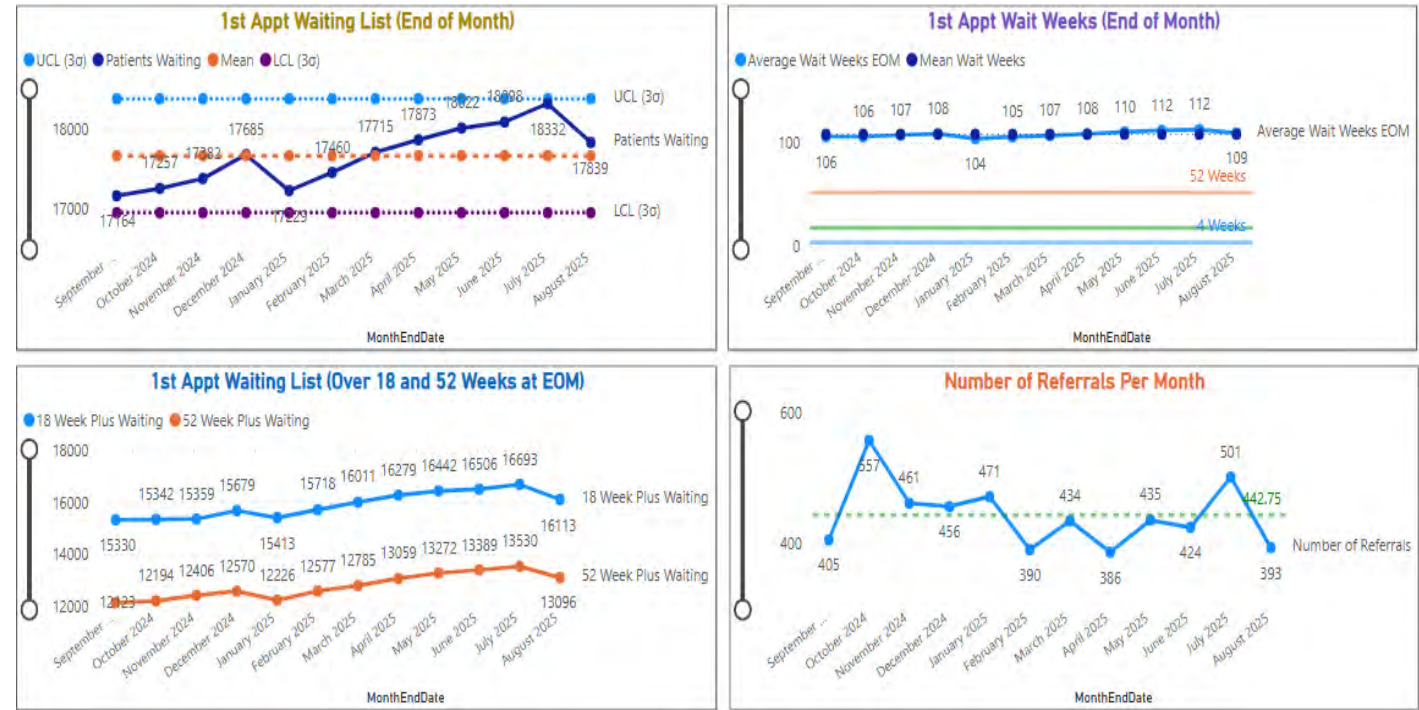 1st Appt Waiting List (End of Month)
UCL (3σ) Patients Waiting Mean LCL (3σ)
18000
17000
17164
17257
17382
17685
17229
17460
17715
17873
18022
18098
18332
17839
UCL (3σ)
Patients Waiting
LCL (3σ)
September ...
October 2024
November 2024
December 2024
January 2025
February 2025
March 2025
April 2025
May 2025
June 2025
July 2025
August 2025
MonthEndDate
1st Appt Wait Weeks (End of Month)
Average Wait Weeks EOM Mean Wait Weeks
100
0
106
106
107
108
104
105
107
108
110
112
112
109
Average Wait Weeks EOM
52 Weeks
4 Weeks
September ...
October 2024
November 2024
December 2024
January 2025
February 2025
March 2025
April 2025
May 2025
June 2025
July 2025
August 2025
MonthEndDate
1st Appt Waiting List (Over 18 and 52 Weeks at EOM)
18 Week Plus Waiting 52 Week Plus Waiting
18000
16000
14000
12000
15330
15342
15359
15679
15413
15718
16011
16279
16442
16506
16693
16113
18 Week Plus Waiting
12123
12194
12406
12570
12226
12577
12785
13059
13272
13389
13530
13096
52 Week Plus Waiting
September ...
October 2024
November 2024
December 2024
January 2025
February 2025
March 2025
April 2025
May 2025
June 2025
July 2025
August 2025
MonthEndDate
Number of Referrals Per Month
600
400
405
557
461
456
471
390
434
386
435
424
501
393
442.75
Number of Referrals
September ...
October 2024
November 2024
December 2024
January 2025
February 2025
March 2025
April 2025
May 2025
June 2025
July 2025
August 2025
MonthEndDate